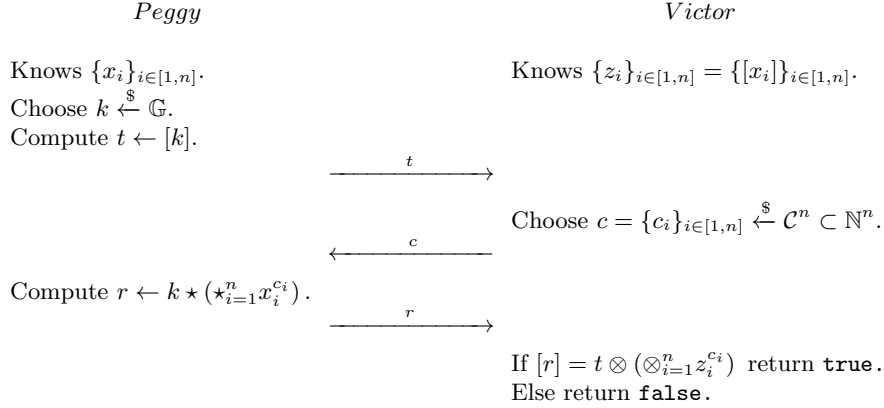 Peggy Victor
Knows {x_i}_{i∈[1,n]}. Knows {z_i}_{i∈[1,n]} = {[x_i]}_{i∈[1,n]}.
Choose k ←$ 𝔾.
Compute t ← [k].
t
Choose c = {c_i}_{i∈[1,n]} ←$ 𝒞^n ⊂ ℕ^n.
c
Compute r ← k ⋆ (⋆_{i=1}^n x_i^{c_i}).
r
If [r] = t ⊗ (⊗_{i=1}^n z_i^{c_i}) return true.
Else return false.